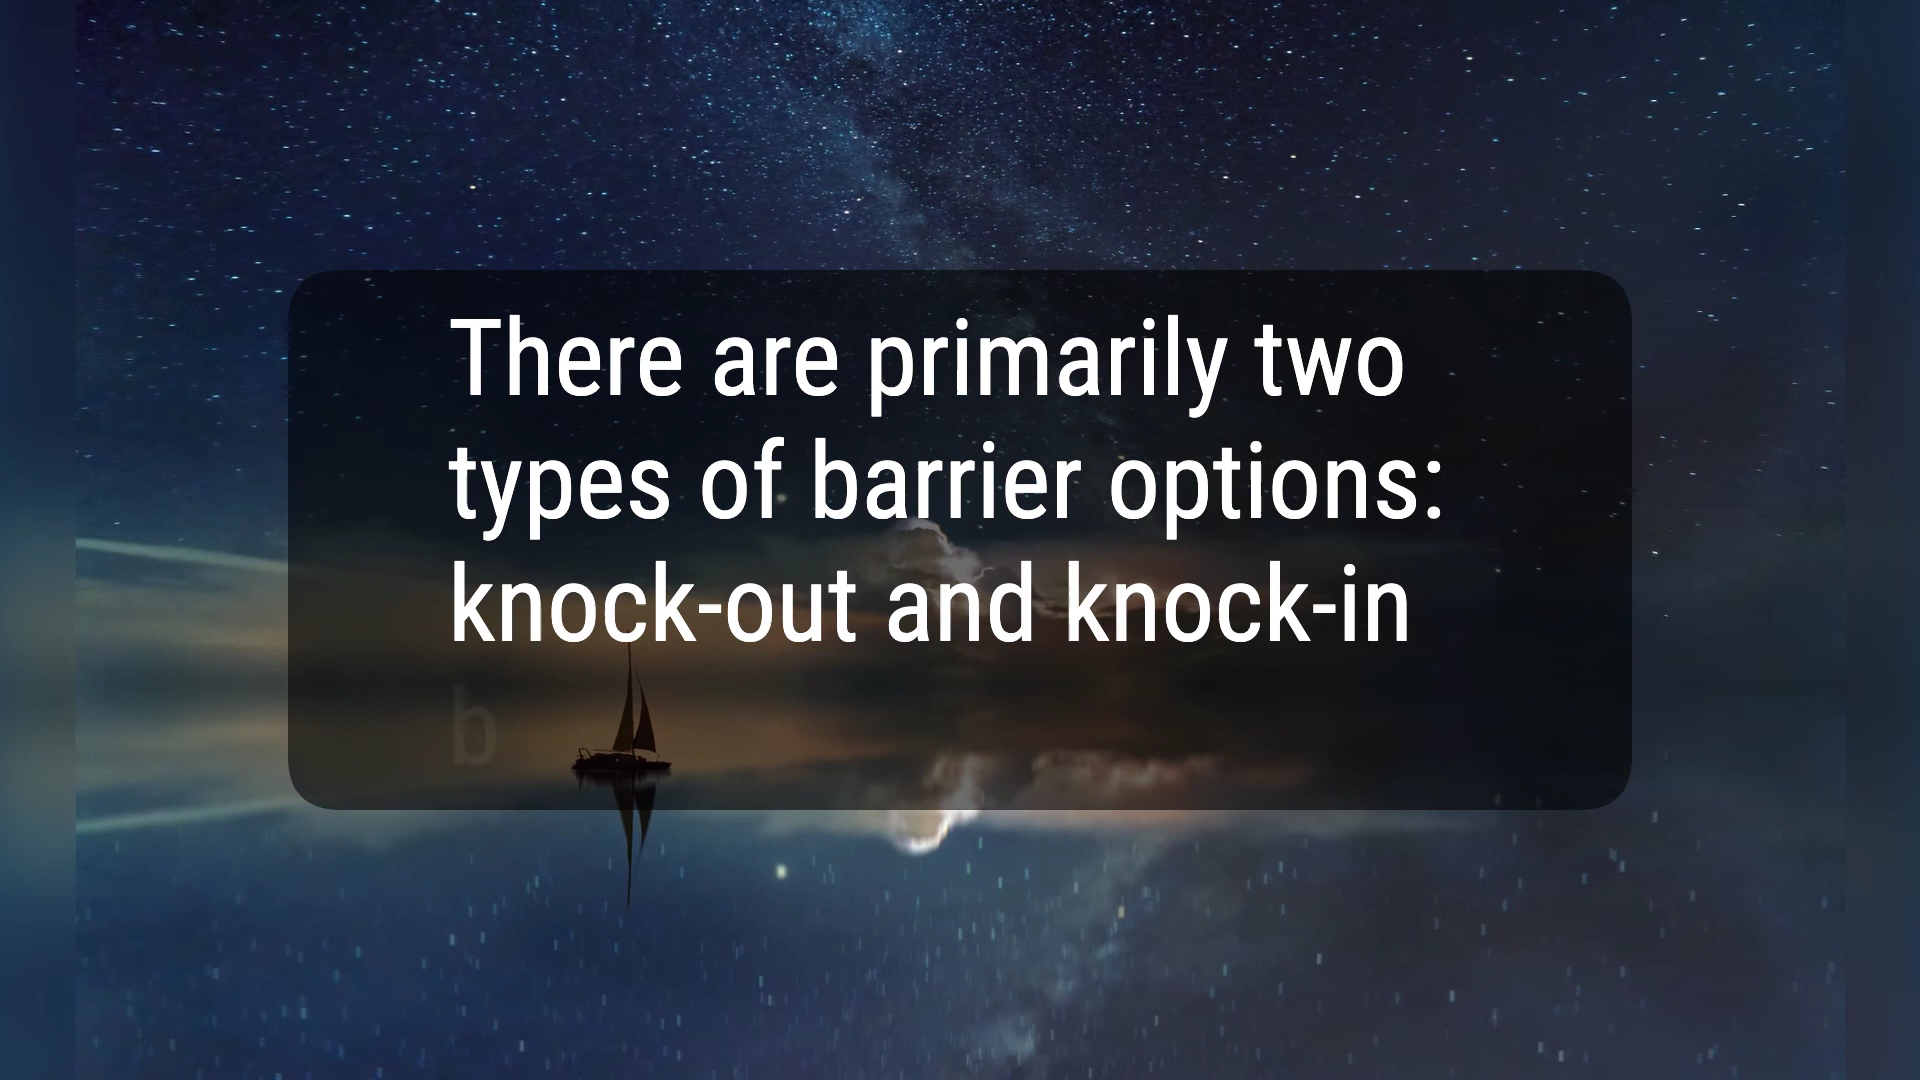 There are primarily two
types of barrier options:
knock-out and knock-in
b